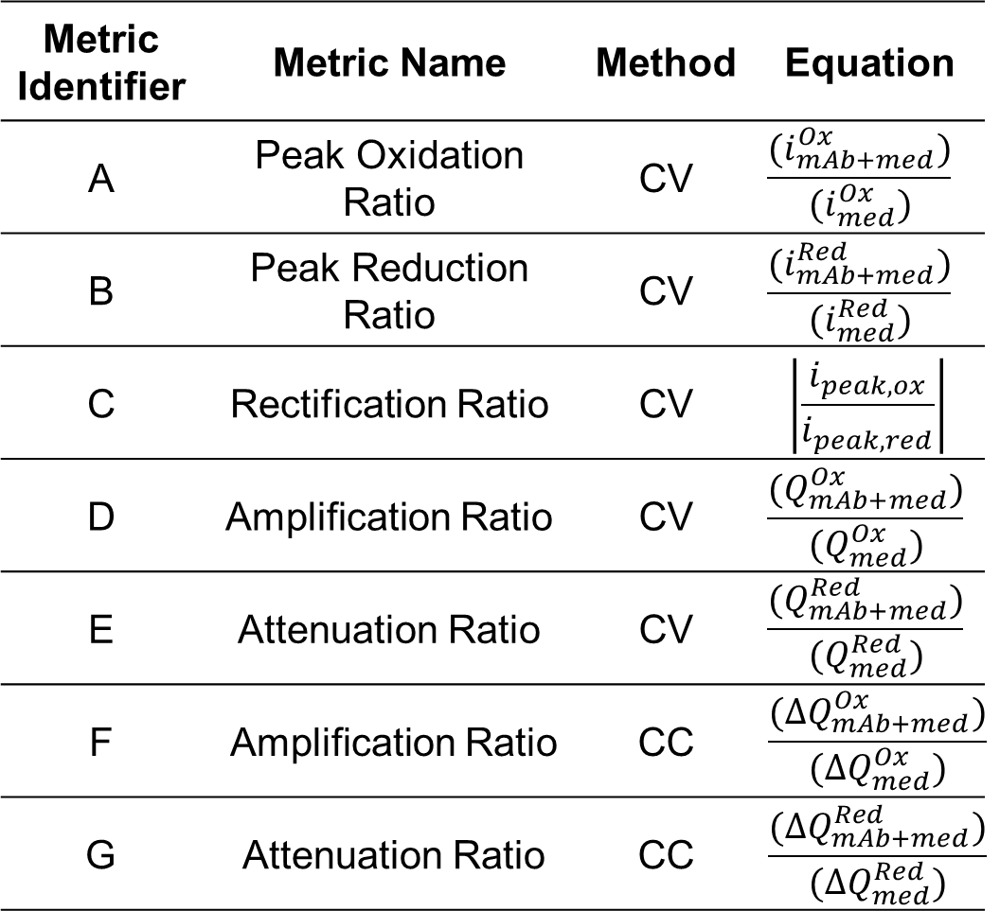 Metric Identifier Metric Name Method Equation
A Peak Oxidation Ratio CV $\frac{(i_{mAb+med}^{Ox})}{(i_{med}^{Ox})}$
B Peak Reduction Ratio CV $\frac{(i_{mAb+med}^{Red})}{(i_{med}^{Red})}$
C Rectification Ratio CV $\left|\frac{i_{peak,ox}}{i_{peak,red}}\right|$
D Amplification Ratio CV $\frac{(Q_{mAb+med}^{Ox})}{(Q_{med}^{Ox})}$
E Attenuation Ratio CV $\frac{(Q_{mAb+med}^{Red})}{(Q_{med}^{Red})}$
F Amplification Ratio CC $\frac{(\Delta Q_{mAb+med}^{Ox})}{(\Delta Q_{med}^{Ox})}$
G Attenuation Ratio CC $\frac{(\Delta Q_{mAb+med}^{Red})}{(\Delta Q_{med}^{Red})}$